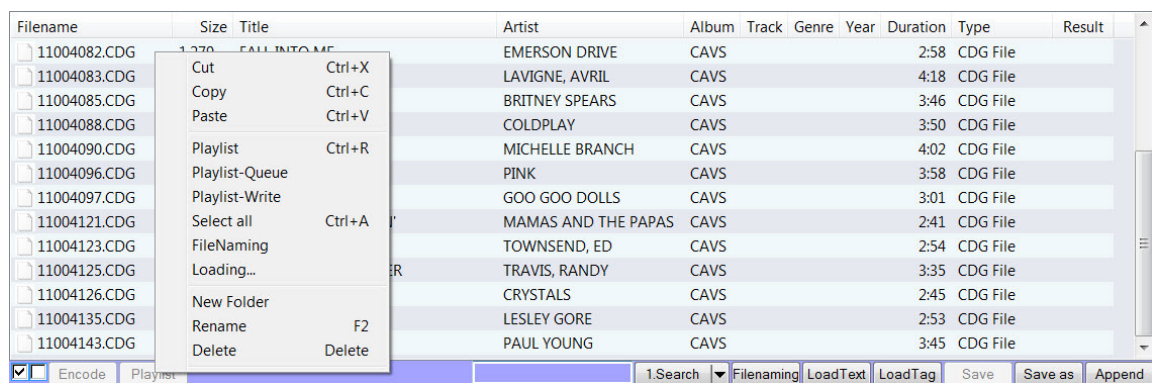 Filename Size Title Artist Album Track Genre Year Duration Type Result
11004082.CDG 1,270 FALL INTO ME EMERSON DRIVE CAVS 2:58 CDG File
11004083.CDG LAVIGNE, AVRIL CAVS 4:18 CDG File
11004085.CDG BRITNEY SPEARS CAVS 3:46 CDG File
11004088.CDG COLDPLAY CAVS 3:50 CDG File
11004090.CDG MICHELLE BRANCH CAVS 4:02 CDG File
11004096.CDG PINK CAVS 3:58 CDG File
11004097.CDG GOO GOO DOLLS CAVS 3:01 CDG File
11004121.CDG MAMAS AND THE PAPAS CAVS 2:41 CDG File
11004123.CDG TOWNSEND, ED CAVS 2:54 CDG File
11004125.CDG ER TRAVIS, RANDY CAVS 3:35 CDG File
11004126.CDG CRYSTALS CAVS 2:45 CDG File
11004135.CDG LESLEY GORE CAVS 2:53 CDG File
11004143.CDG PAUL YOUNG CAVS 3:45 CDG File
Cut Ctrl+X
Copy Ctrl+C
Paste Ctrl+V
Playlist Ctrl+R
Playlist-Queue
Playlist-Write
Select all Ctrl+A
FileNaming
Loading...
New Folder
Rename F2
Delete Delete
Encode Playlist 1.Search Filenaming LoadText LoadTag Save Save as Append